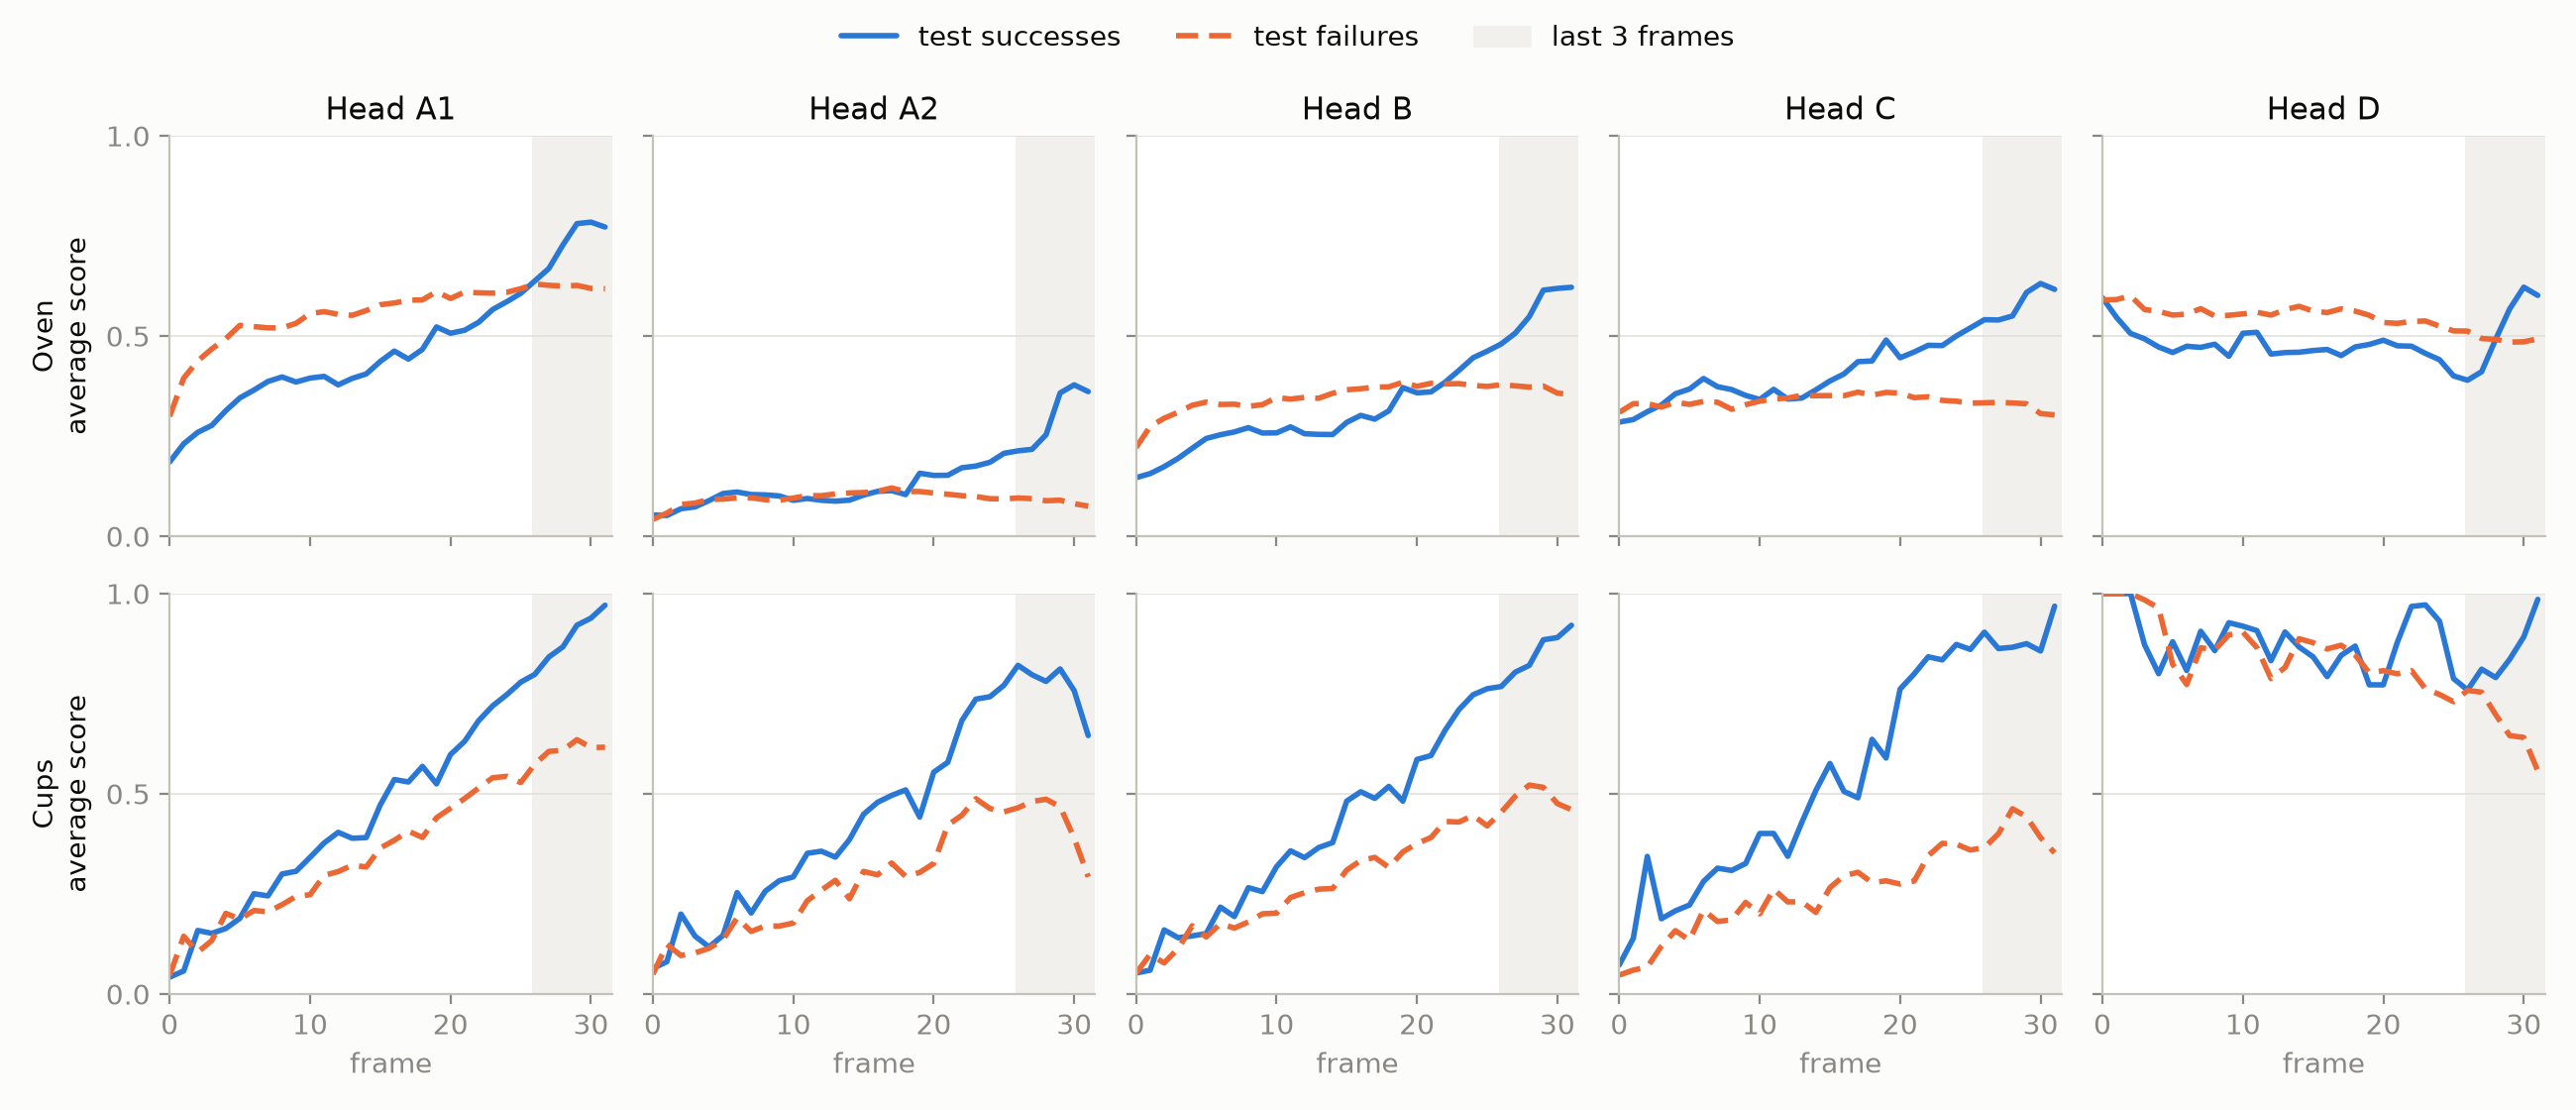 test successes test failures last 3 frames
Head A1 Head A2 Head B Head C Head D
Oven
average score
1.0
0.5
0.0
Cups
average score
1.0
0.5
0.0
0 10 20 30 0 10 20 30 0 10 20 30 0 10 20 30 0 10 20 30
frame frame frame frame frame